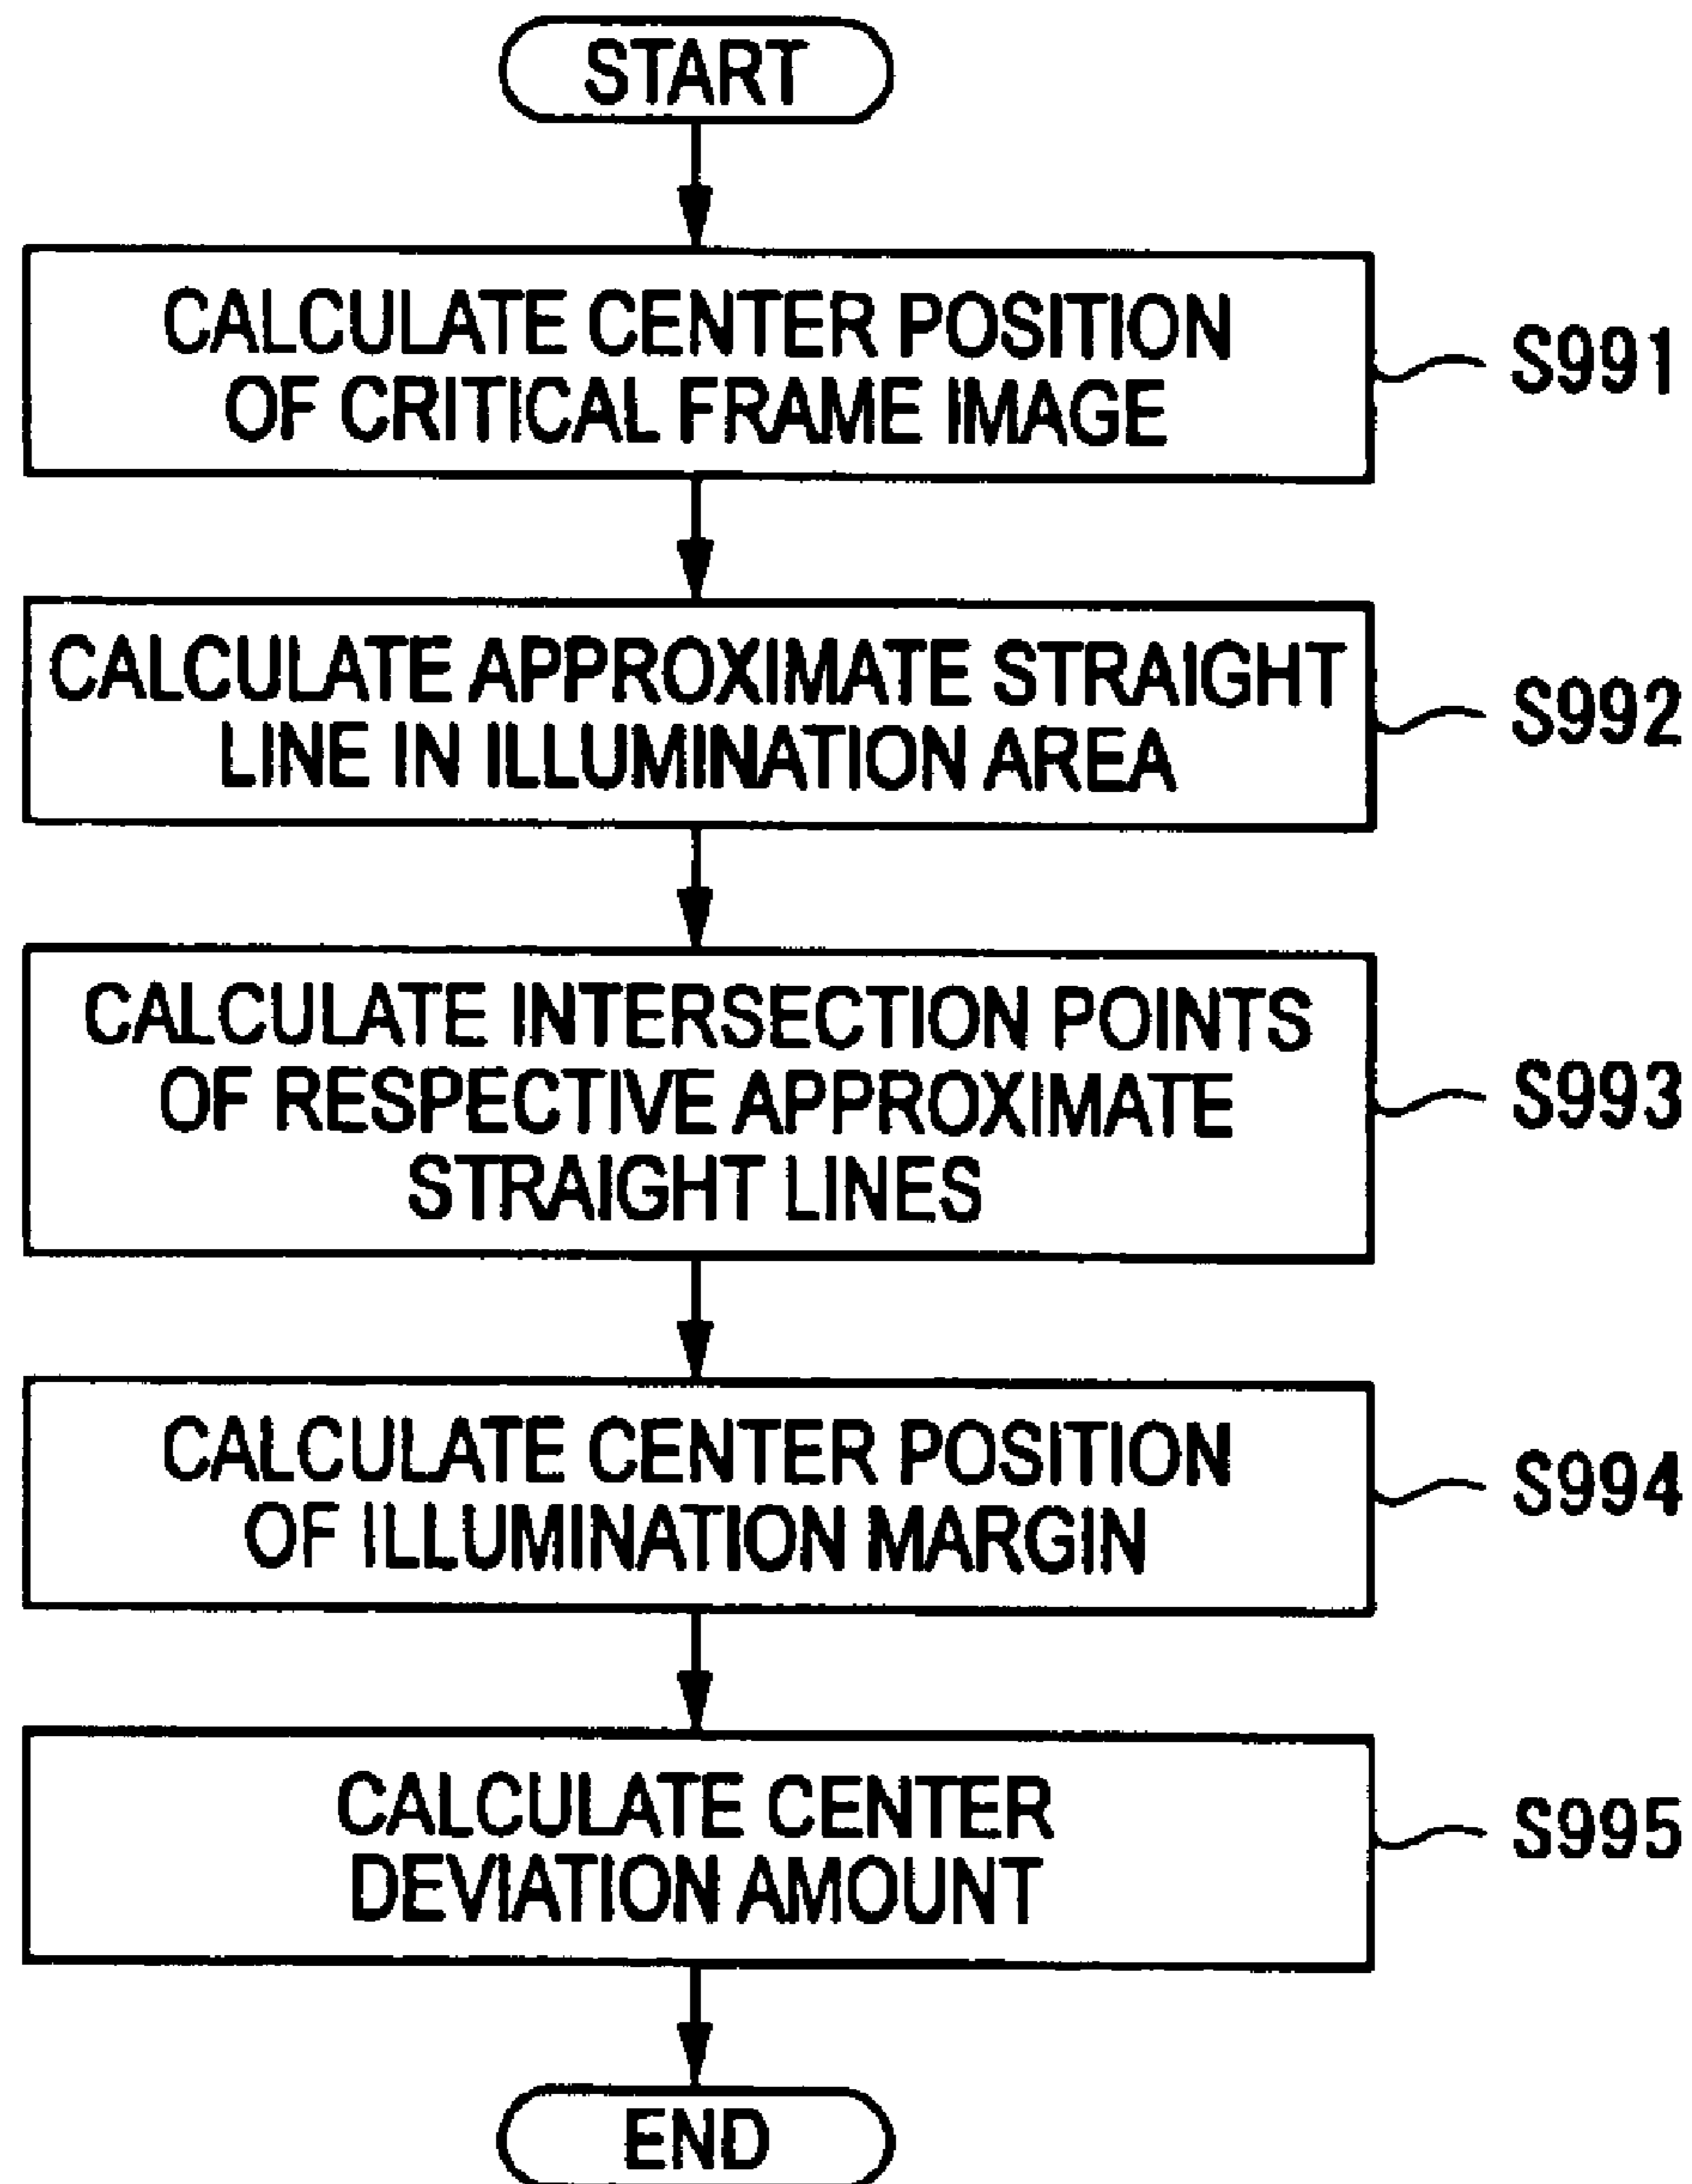 START
CALCULATE CENTER POSITION
OF CRITICAL FRAME IMAGE
S991
CALCULATE APPROXIMATE STRAIGHT
LINE IN ILLUMINATION AREA
S992
CALCULATE INTERSECTION POINTS
OF RESPECTIVE APPROXIMATE
STRAIGHT LINES
S993
CALCULATE CENTER POSITION
OF ILLUMINATION MARGIN
S994
CALCULATE CENTER
DEVIATION AMOUNT
S995
END